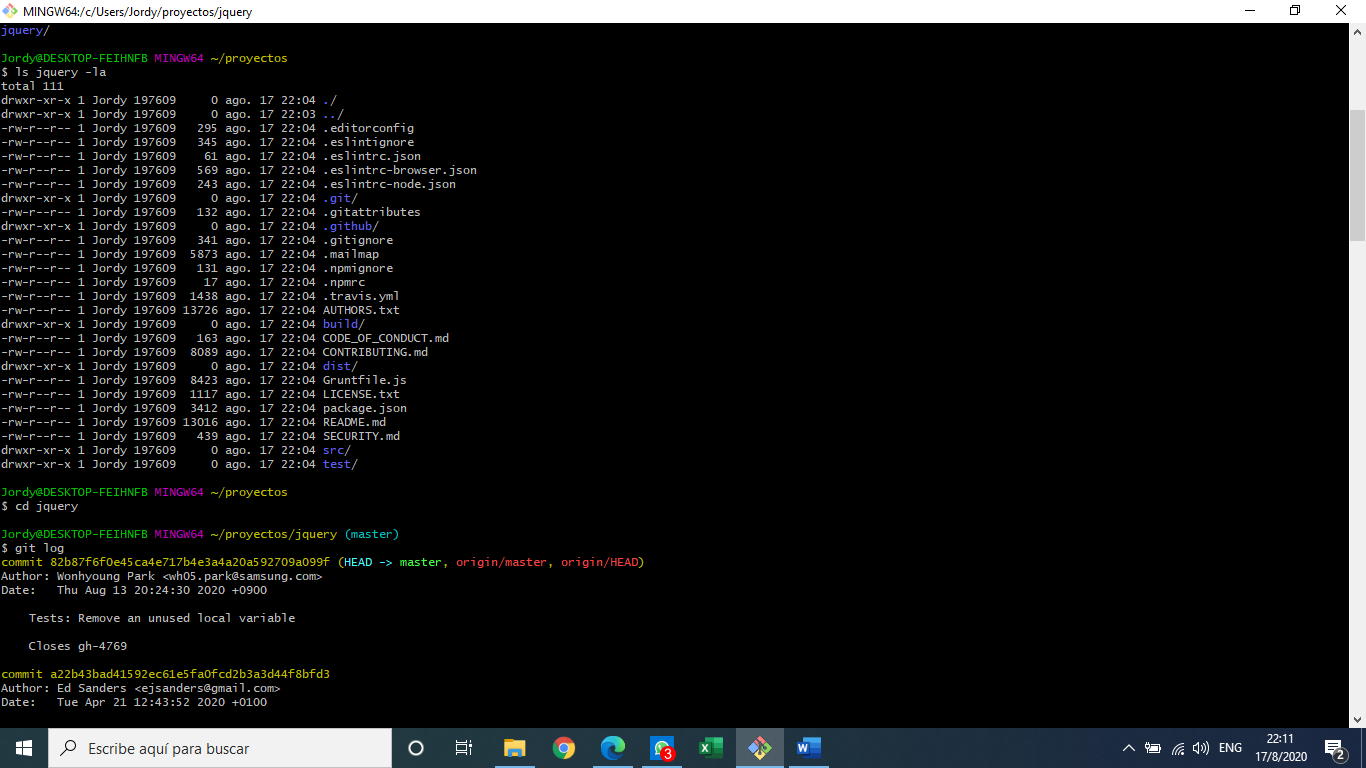 MINGW64:/c/Users/Jordy/proyectos/jquery
jquery/
Jordy@DESKTOP-FEIHNFB MINGW64 ~/proyectos
$ ls jquery -la
total 111
drwxr-xr-x 1 Jordy 197609     0 ago. 17 22:04 ./
drwxr-xr-x 1 Jordy 197609     0 ago. 17 22:03 ../
-rw-r--r-- 1 Jordy 197609   295 ago. 17 22:04 .editorconfig
-rw-r--r-- 1 Jordy 197609   345 ago. 17 22:04 .eslintignore
-rw-r--r-- 1 Jordy 197609    61 ago. 17 22:04 .eslintrc.json
-rw-r--r-- 1 Jordy 197609   569 ago. 17 22:04 .eslintrc-browser.json
-rw-r--r-- 1 Jordy 197609   243 ago. 17 22:04 .eslintrc-node.json
drwxr-xr-x 1 Jordy 197609     0 ago. 17 22:04 .git/
-rw-r--r-- 1 Jordy 197609   132 ago. 17 22:04 .gitattributes
drwxr-xr-x 1 Jordy 197609     0 ago. 17 22:04 .github/
-rw-r--r-- 1 Jordy 197609   341 ago. 17 22:04 .gitignore
-rw-r--r-- 1 Jordy 197609  5873 ago. 17 22:04 .mailmap
-rw-r--r-- 1 Jordy 197609   131 ago. 17 22:04 .npmignore
-rw-r--r-- 1 Jordy 197609    17 ago. 17 22:04 .npmrc
-rw-r--r-- 1 Jordy 197609  1438 ago. 17 22:04 .travis.yml
-rw-r--r-- 1 Jordy 197609 13726 ago. 17 22:04 AUTHORS.txt
drwxr-xr-x 1 Jordy 197609     0 ago. 17 22:04 build/
-rw-r--r-- 1 Jordy 197609   163 ago. 17 22:04 CODE_OF_CONDUCT.md
-rw-r--r-- 1 Jordy 197609  8089 ago. 17 22:04 CONTRIBUTING.md
drwxr-xr-x 1 Jordy 197609     0 ago. 17 22:04 dist/
-rw-r--r-- 1 Jordy 197609  8423 ago. 17 22:04 Gruntfile.js
-rw-r--r-- 1 Jordy 197609  1117 ago. 17 22:04 LICENSE.txt
-rw-r--r-- 1 Jordy 197609  3412 ago. 17 22:04 package.json
-rw-r--r-- 1 Jordy 197609 13016 ago. 17 22:04 README.md
-rw-r--r-- 1 Jordy 197609   439 ago. 17 22:04 SECURITY.md
drwxr-xr-x 1 Jordy 197609     0 ago. 17 22:04 src/
drwxr-xr-x 1 Jordy 197609     0 ago. 17 22:04 test/
Jordy@DESKTOP-FEIHNFB MINGW64 ~/proyectos
$ cd jquery
Jordy@DESKTOP-FEIHNFB MINGW64 ~/proyectos/jquery (master)
$ git log
commit 82b87f6f0e45ca4e717b4e3a4a20a592709a099f (HEAD -> master, origin/master, origin/HEAD)
Author: Wonhyoung Park <wh05.park@samsung.com>
Date:   Thu Aug 13 20:24:30 2020 +0900
Tests: Remove an unused local variable
Closes gh-4769
commit a22b43bad41592ec61e5fa0fcd2b3a3d44f8bfd3
Author: Ed Sanders <ejsanders@gmail.com>
Date:   Tue Apr 21 12:43:52 2020 +0100
Escribe aquí para buscar
3
ENG
22:11
17/8/2020
2